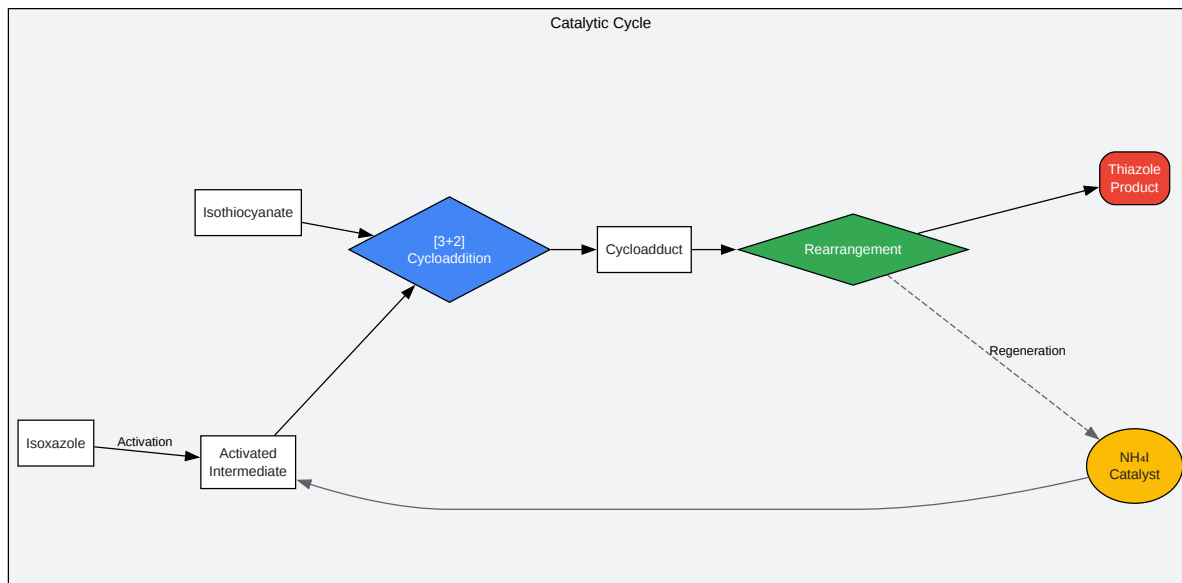 Catalytic Cycle
Thiazole
Product
Isothiocyanate
[3+2]
Cycloaddition
Cycloadduct
Rearrangement
Regeneration
Isoxazole
Activation
Activated
Intermediate
NH₄I
Catalyst